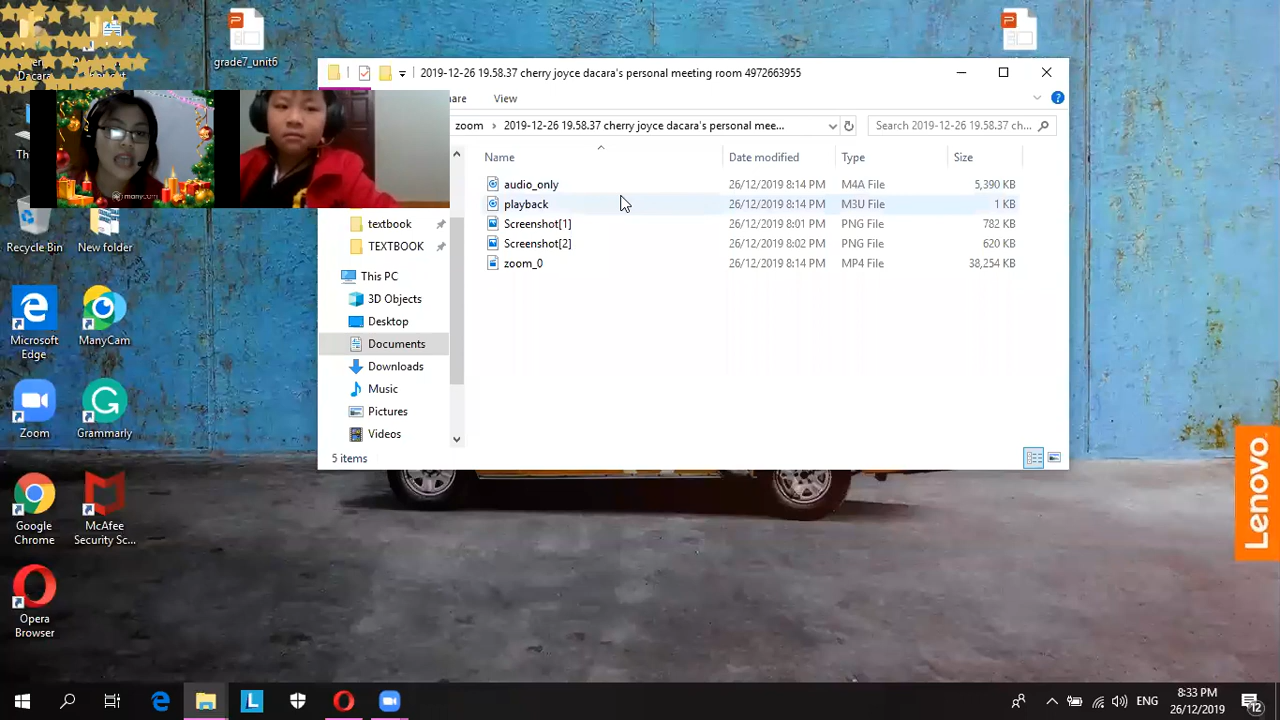 grade7_unit6
2019-12-26 19.58.37 cherry joyce dacara's personal meeting room 4972663955
are
View
zoom > 2019-12-26 19.58.37 cherry joyce dacara's personal mee...
Search 2019-12-26 19.58.37 ch...
Name
Date modified
Type
Size
audio_only 26/12/2019 8:14 PM M4A File 5,390 KB
playback 26/12/2019 8:14 PM M3U File 1 KB
Screenshot[1] 26/12/2019 8:01 PM PNG File 782 KB
Screenshot[2] 26/12/2019 8:02 PM PNG File 620 KB
zoom_0 26/12/2019 8:14 PM MP4 File 38,254 KB
Dacara
manycam
textbook
TEXTBOOK
This PC
3D Objects
Desktop
Documents
Downloads
Music
Pictures
Videos
5 items
Recycle Bin
New folder
Microsoft Edge
ManyCam
Zoom
Grammarly
Google Chrome
McAfee Security Sc...
Opera Browser
Lenovo
ENG
8:33 PM
26/12/2019
12